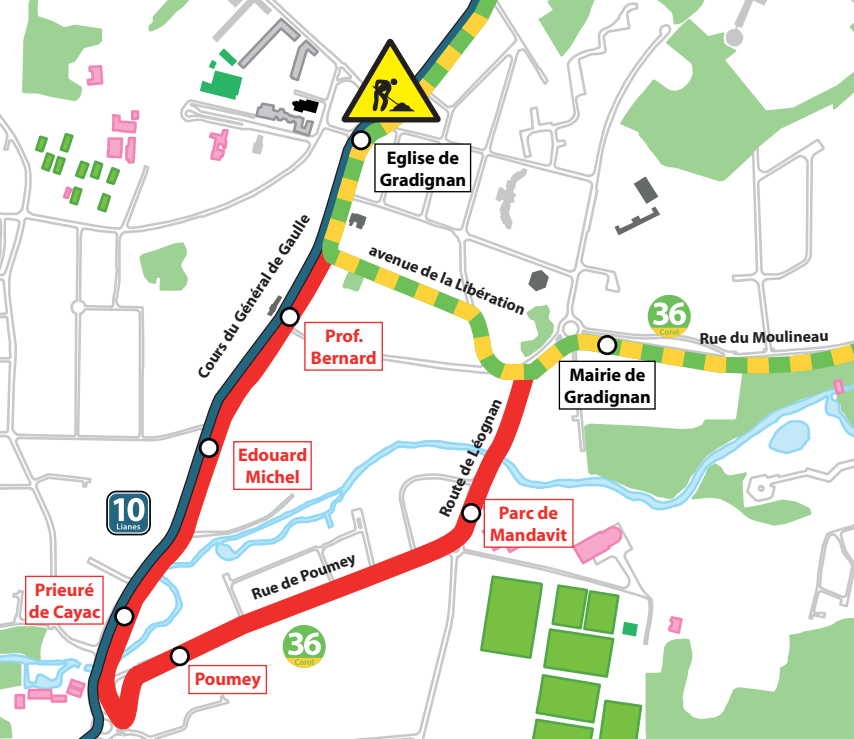 Eglise de
Gradignan
Cours du Général de Gaulle
avenue de la Libération
36
Corol
Rue du Moulineau
Prof.
Bernard
Mairie de
Gradignan
Edouard
Michel
Route de Léognan
10
Lianes
Parc de
Mandavit
Rue de Poumey
Prieuré
de Cayac
36
Corol
Poumey